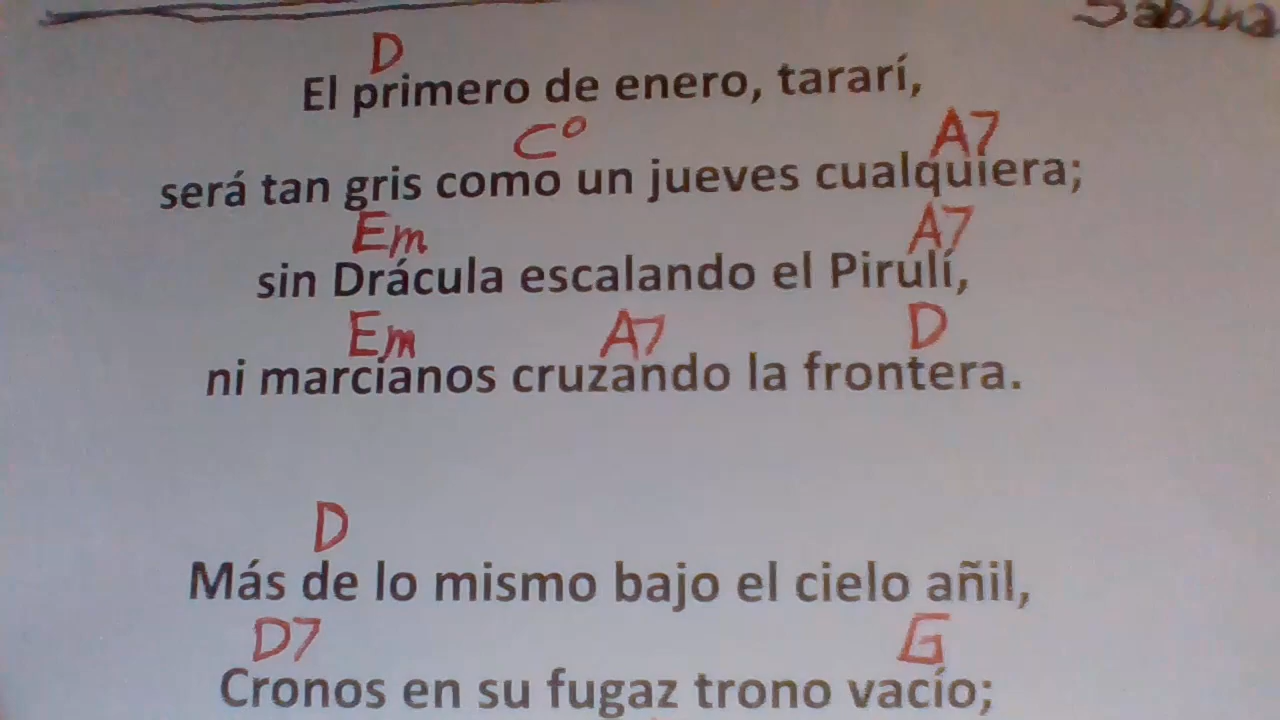 Sabina
D
El primero de enero, tararí,
C° A7
será tan gris como un jueves cualquiera;
Em A7
sin Drácula escalando el Pirulí,
Em A7 D
ni marcianos cruzando la frontera.
D
Más de lo mismo bajo el cielo añil,
D7 G
Cronos en su fugaz trono vacío;